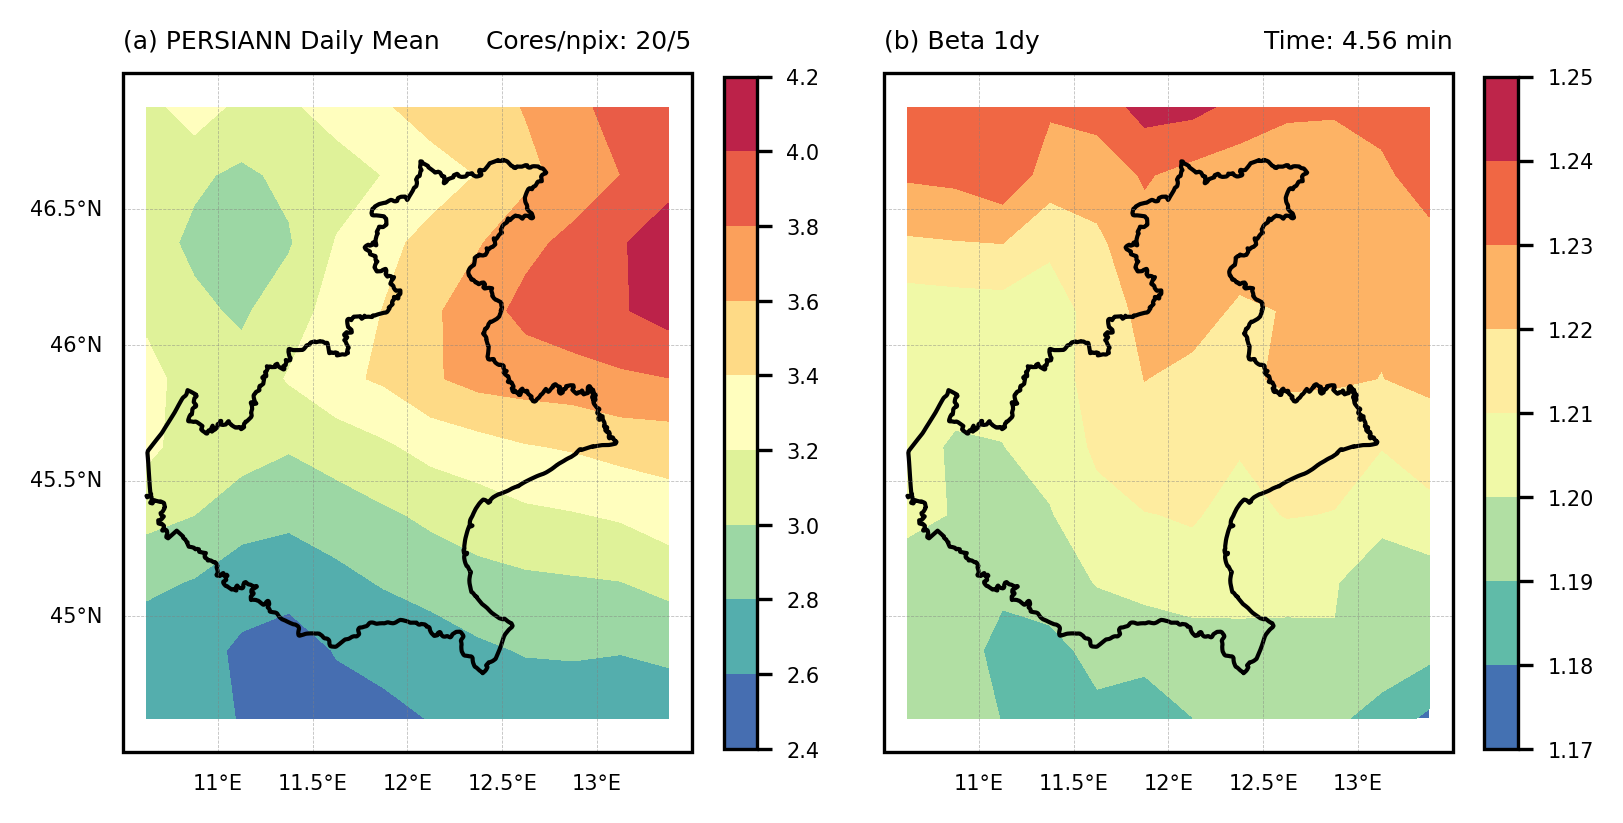 (a) PERSIANN Daily Mean Cores/npix: 20/5
46.5°N
46°N
45.5°N
45°N
11°E 11.5°E 12°E 12.5°E 13°E
4.2
4.0
3.8
3.6
3.4
3.2
3.0
2.8
2.6
2.4
(b) Beta 1dy Time: 4.56 min
11°E 11.5°E 12°E 12.5°E 13°E
1.25
1.24
1.23
1.22
1.21
1.20
1.19
1.18
1.17